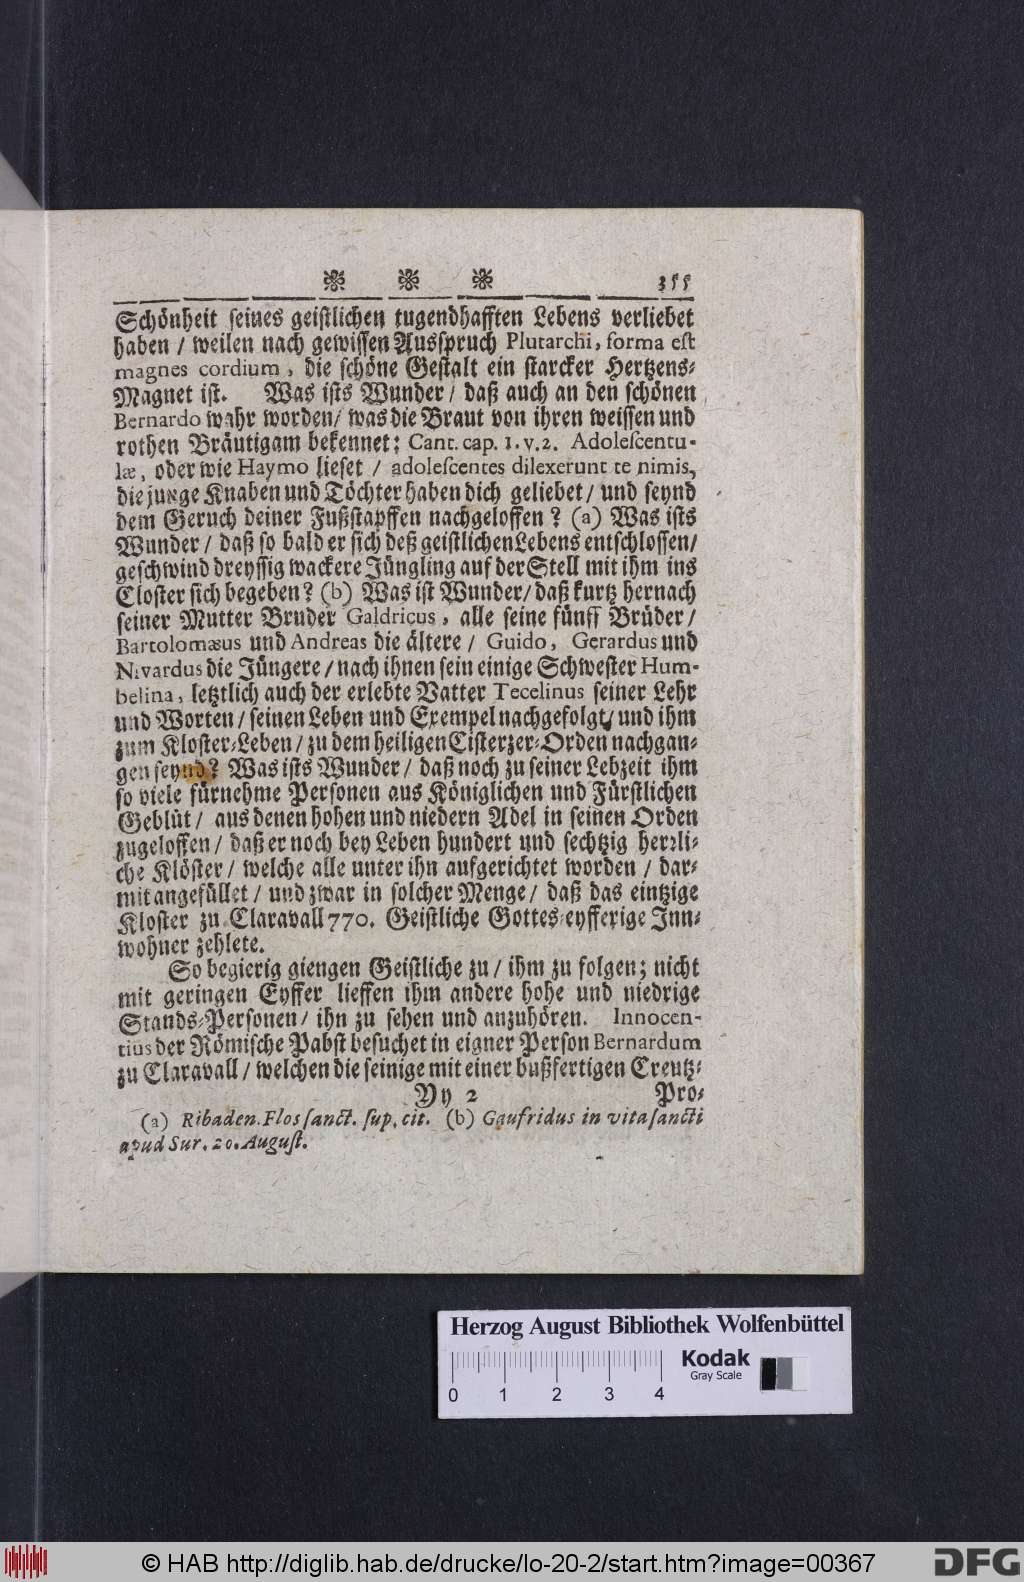 355
Schönheit seines geistlichen tugendhafften Lebens verliebet
haben / weilen nach gewissen Ausspruch Plutarchi, forma est
magnes cordium, die schöne Gestalt ein starcker Hertzens-
Magnet ist. Was ists Wunder / daß auch an den schönen
Bernardo wahr worden / was die Braut von ihren weissen und
rothen Bräutigam bekennet: Cant. cap. 1. v. 2. Adolescentu-
læ, oder wie Haymo lieset / adolescentes dilexerunt te nimis,
die junge Knaben und Töchter haben dich geliebet / und seynd
dem Geruch deiner Fußstapffen nachgeloffen? (a) Was ists
Wunder / daß so bald er sich deß geistlichen Lebens entschlossen /
geschwind dreyssig wackere Jüngling auf der Stell mit ihm ins
Closter sich begeben? (b) Was ist Wunder / daß kurtz hernach
seiner Mutter Bruder Galdricus, alle seine fünff Brüder /
Bartolomæus und Andreas die ältere / Guido, Gerardus und
Nivardus die Jüngere / nach ihnen sein einige Schwester Hum-
belina, letztlich auch der erlebte Vatter Tecelinus seiner Lehr
und Worten / seinen Leben und Exempel nachgefolgt / und ihm
zum Kloster-Leben / zu dem heiligen Cisterzer-Orden nachgan-
gen seynd? Was ists Wunder / daß noch zu seiner Lebzeit ihm
so viele fürnehme Personen aus Königlichen und Fürstlichen
Geblüt / aus denen hohen und niedern Adel in seinen Orden
zugeloffen / daß er noch bey Leben hundert und sechtzig herzli-
che Klöster / welche alle unter ihn aufgerichtet worden / dar-
mit angefüllet / und zwar in solcher Menge / daß das eintzige
Kloster zu Claravall 770. Geistliche Gottes-eyfferige Inn-
wohner zehlete.
So begierig giengen Geistliche zu / ihm zu folgen; nicht
mit geringen Eyffer lieffen ihm andere hohe und niedrige
Stands-Personen / ihn zu sehen und anzuhören. Innocen-
tius der Römische Pabst besuchet in eigner Person Bernardum
zu Claravall / welchen die seinige mit einer bußfertigen Creutz-
Yy 2 Pro-
(a) Ribaden. Flos sanct. sup. cit. (b) Gaufridus in vita sancti
apud Sur. 20. August.
Herzog August Bibliothek Wolfenbüttel
Kodak
Gray Scale
0 1 2 3 4
© HAB http://diglib.hab.de/drucke/lo-20-2/start.htm?image=00367
DFG